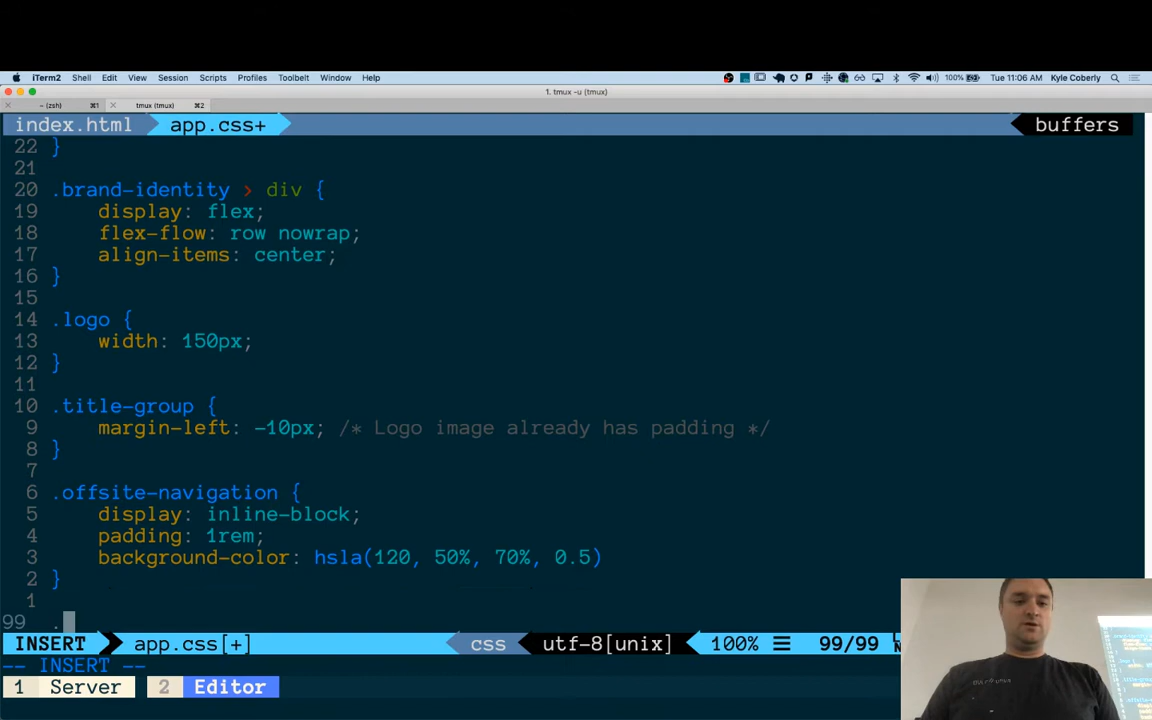 iTerm2 Shell Edit View Session Scripts Profiles Toolbelt Window Help 100% Tue 11:06 AM Kyle Coberly
1. tmux -u (tmux)
~ (zsh) ⌘1 tmux (tmux) ⌘2
index.html app.css+ buffers
22 }
21
20 .brand-identity > div {
19 display: flex;
18 flex-flow: row nowrap;
17 align-items: center;
16 }
15
14 .logo {
13 width: 150px;
12 }
11
10 .title-group {
9 margin-left: -10px; /* Logo image already has padding */
8 }
7
6 .offsite-navigation {
5 display: inline-block;
4 padding: 1rem;
3 background-color: hsla(120, 50%, 70%, 0.5)
2 }
1
99 .
INSERT app.css[+] css utf-8[unix] 100% ☰ 99/99
-- INSERT --
1 Server 2 Editor